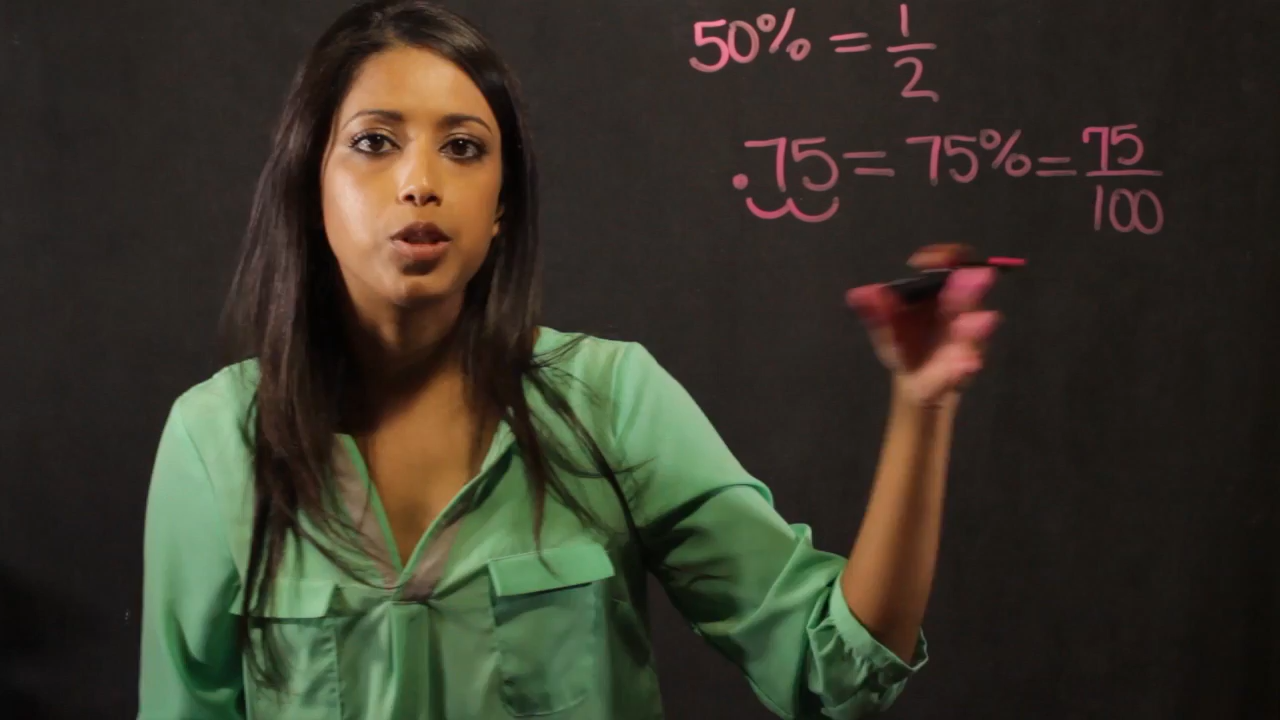 50% = 1/2
.75 = 75% = 75/100